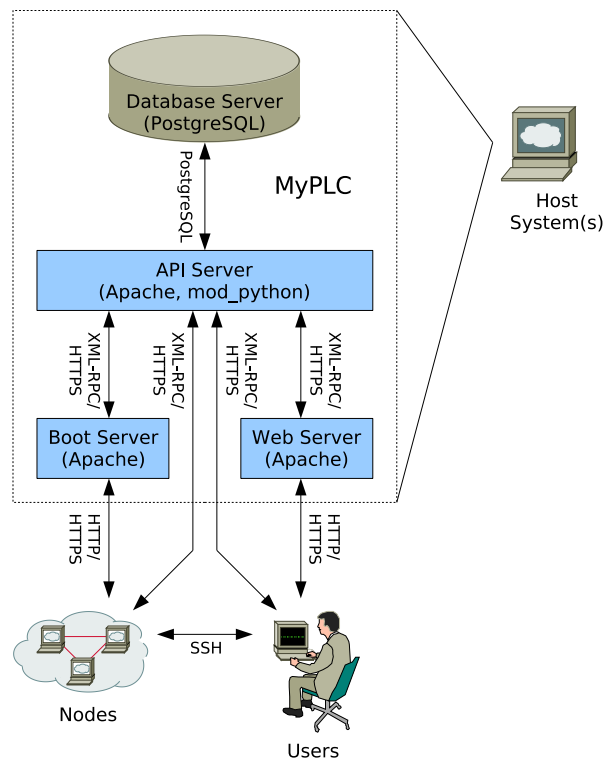 Database Server
(PostgreSQL)
PostgreSQL
MyPLC
Host
System(s)
API Server
(Apache, mod_python)
XML-RPC/
HTTPS
XML-RPC/
HTTPS
XML-RPC/
HTTPS
XML-RPC/
HTTPS
Boot Server
(Apache)
Web Server
(Apache)
HTTP/
HTTPS
HTTP/
HTTPS
SSH
Nodes
Users